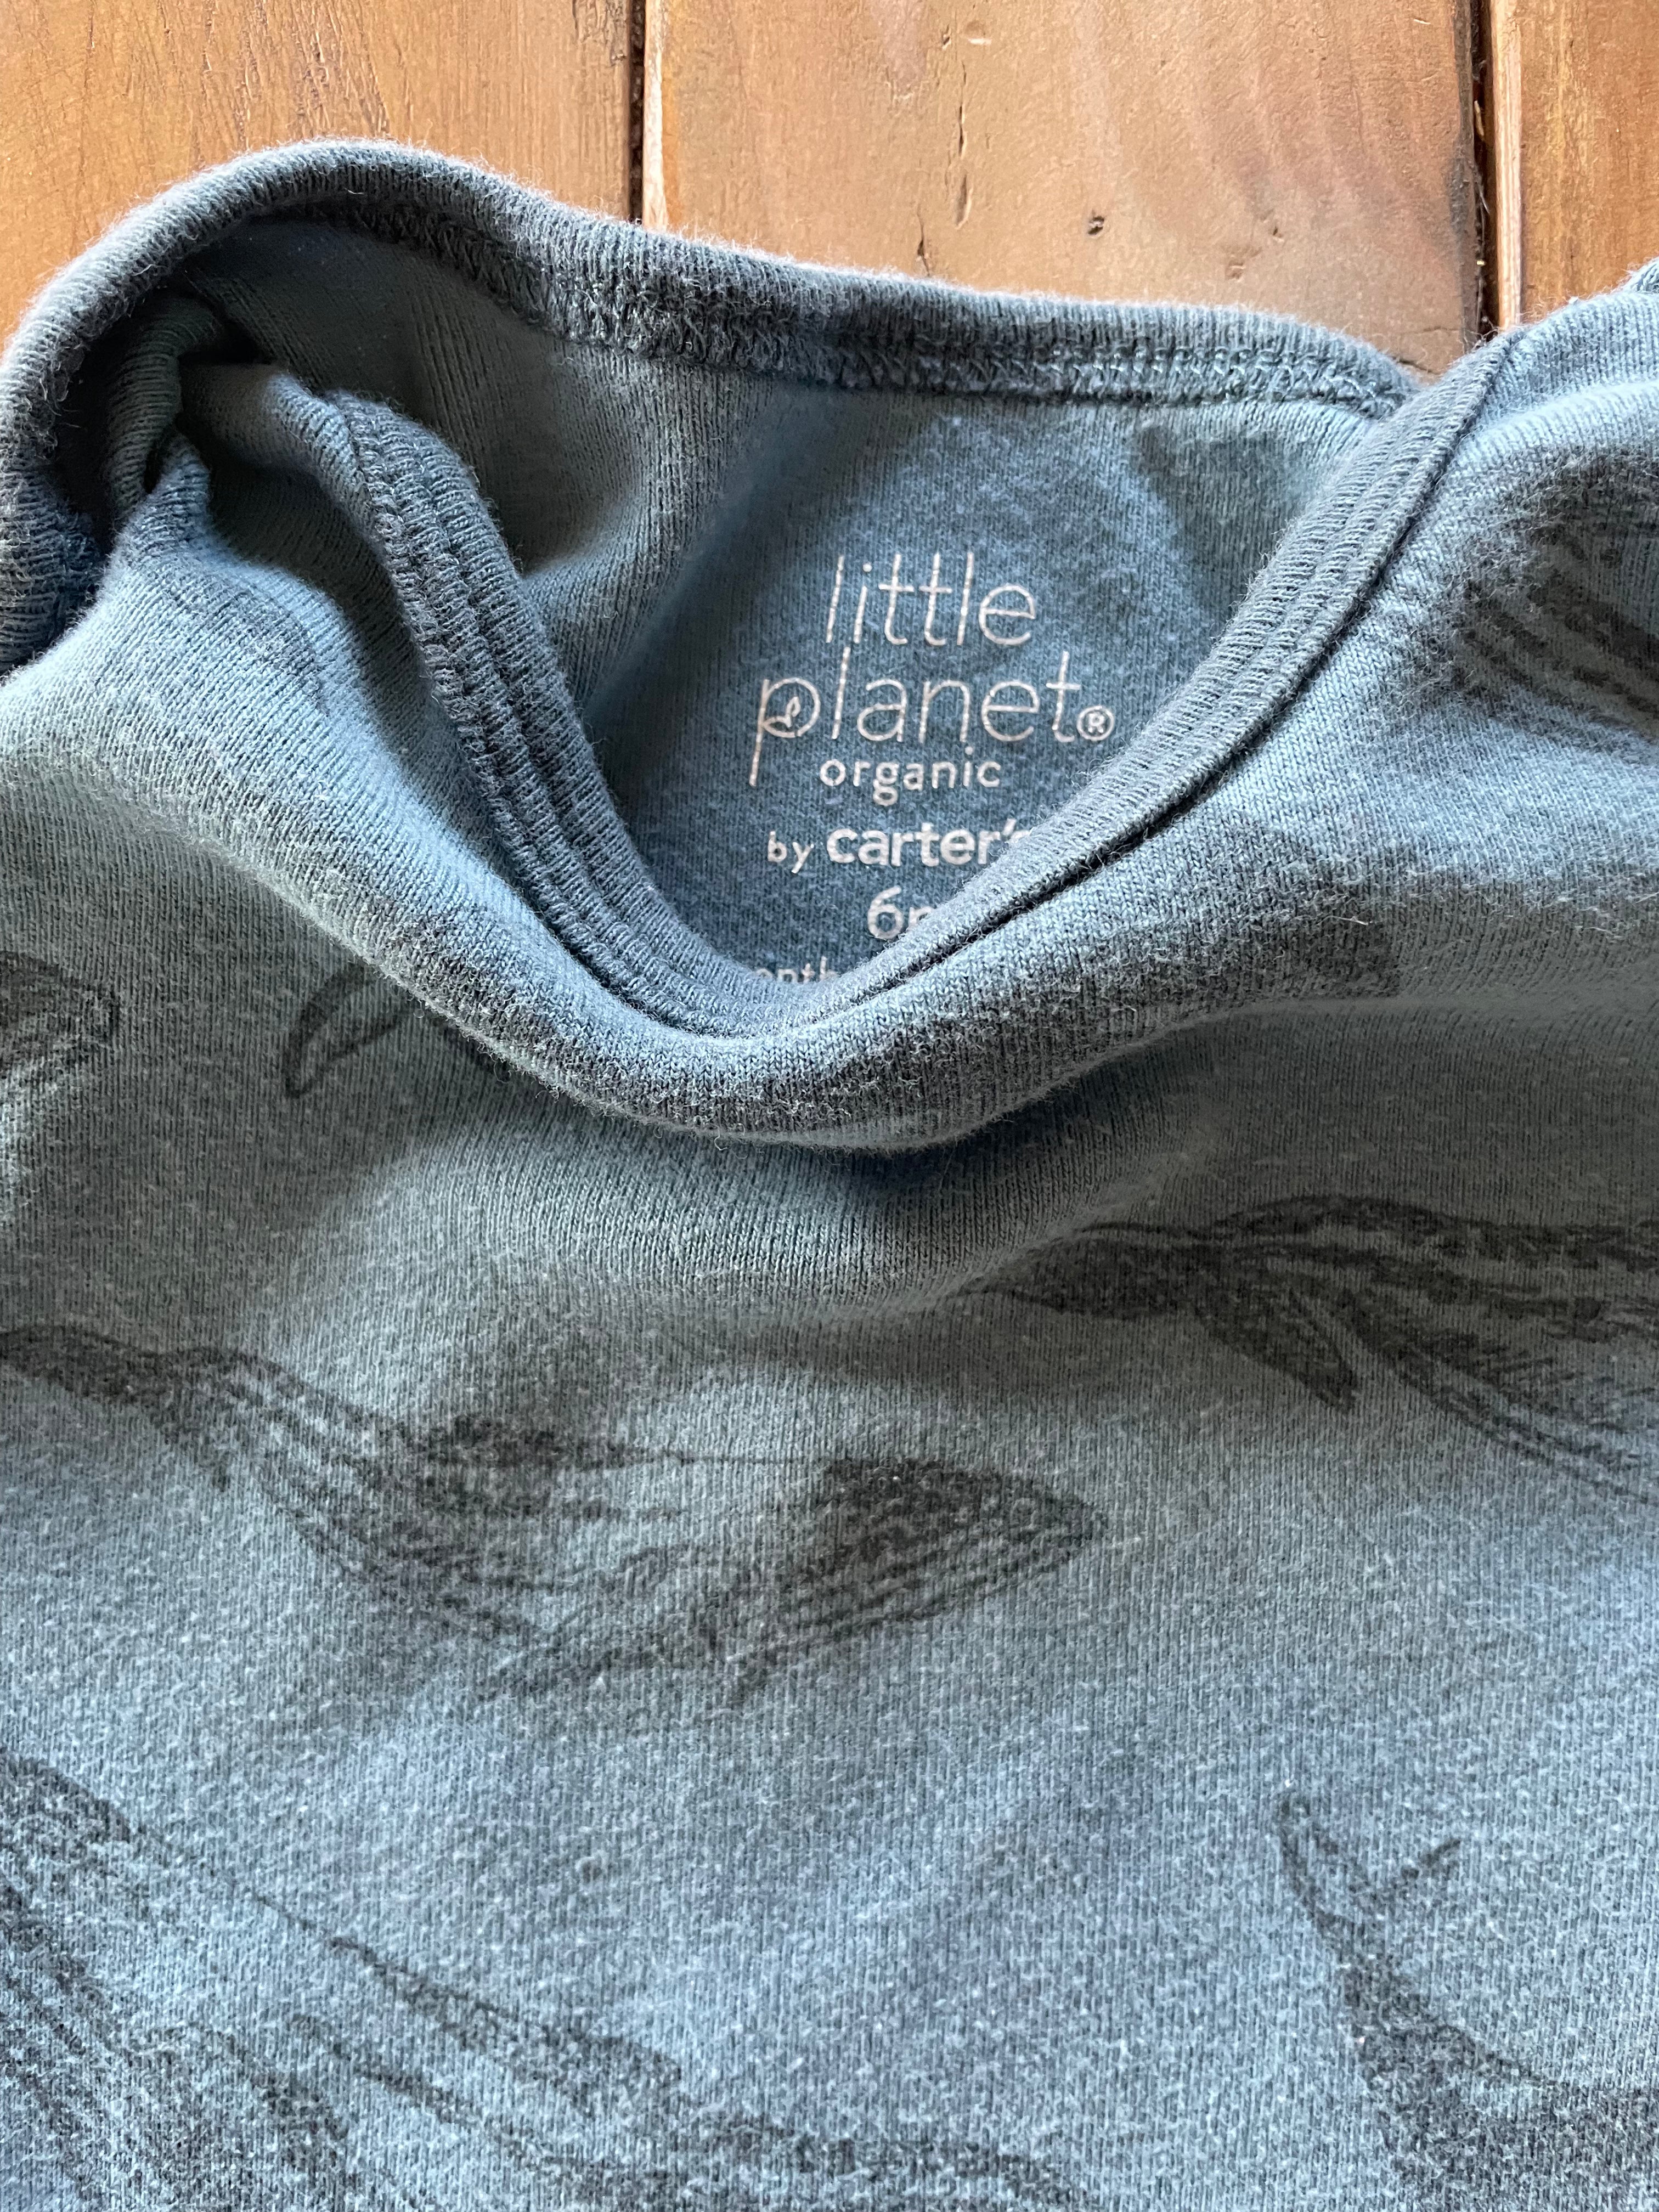 little
planet®
organic
by carter's